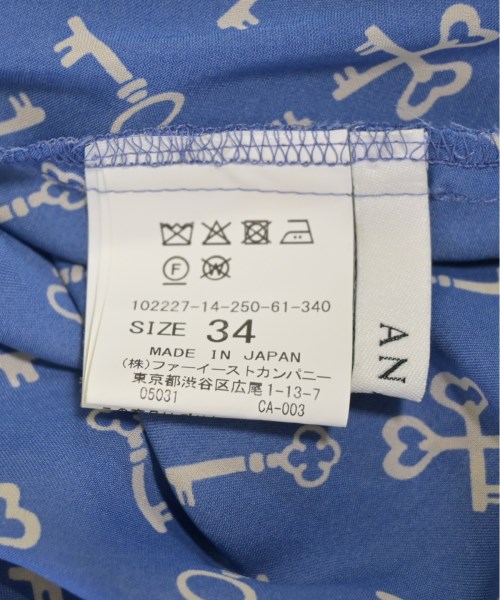 F W
102227-14-250-61-340
SIZE 34
MADE IN JAPAN
(株)ファーイーストカンパニー
東京都渋谷区広尾1-13-7
05031 CA-003
AN